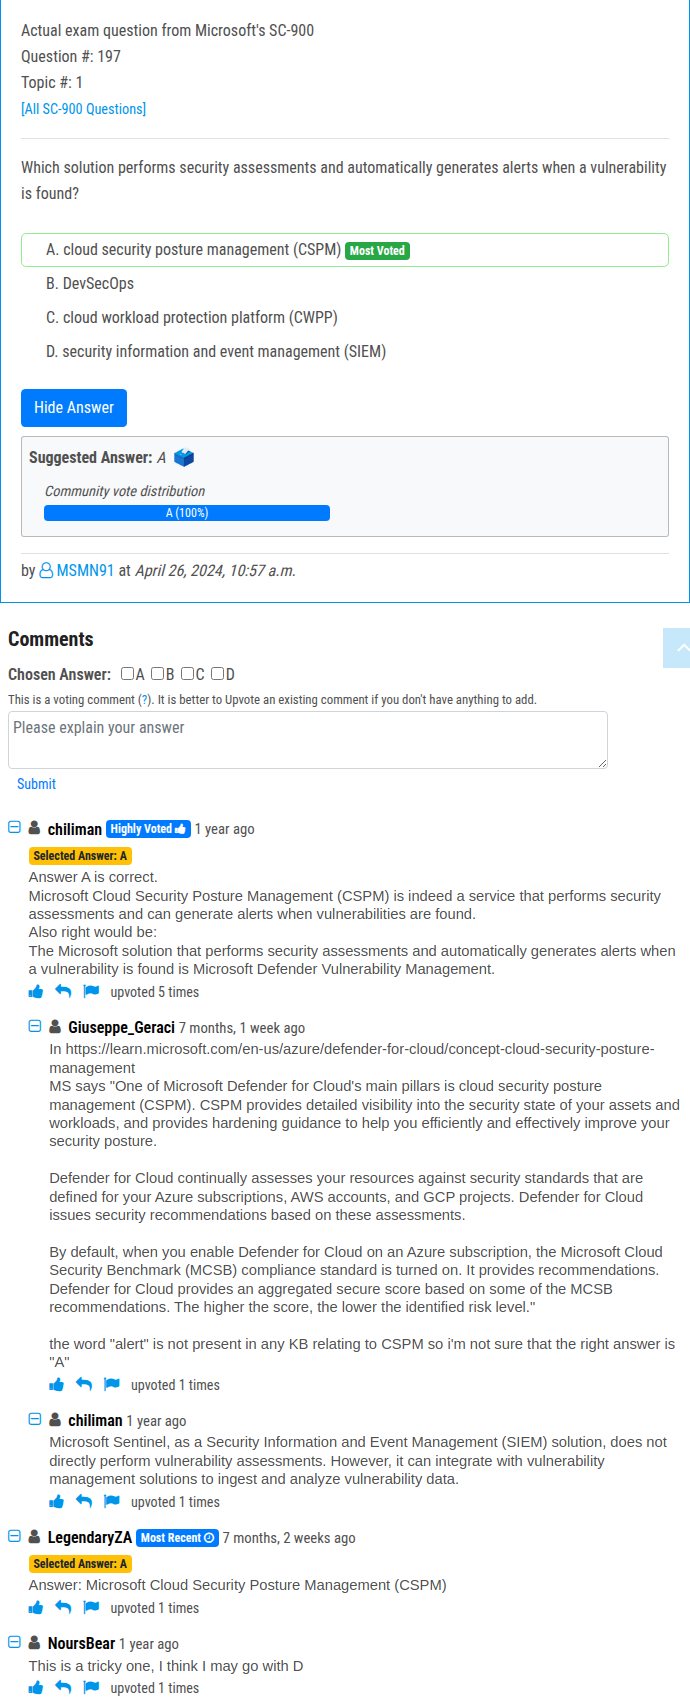 Actual exam question from Microsoft's SC-900
Question #: 197
Topic #: 1
[All SC-900 Questions]
Which solution performs security assessments and automatically generates alerts when a vulnerability
is found?
A. cloud security posture management (CSPM) Most Voted
B. DevSecOps
C. cloud workload protection platform (CWPP)
D. security information and event management (SIEM)
Hide Answer
Suggested Answer: A
Community vote distribution
A (100%)
by MSMN91 at April 26, 2024, 10:57 a.m.
Comments
Chosen Answer: A B C D
This is a voting comment (?). It is better to Upvote an existing comment if you don't have anything to add.
Please explain your answer
Submit
chiliman Highly Voted 1 year ago
Selected Answer: A
Answer A is correct.
Microsoft Cloud Security Posture Management (CSPM) is indeed a service that performs security
assessments and can generate alerts when vulnerabilities are found.
Also right would be:
The Microsoft solution that performs security assessments and automatically generates alerts when
a vulnerability is found is Microsoft Defender Vulnerability Management.
upvoted 5 times
Giuseppe_Geraci 7 months, 1 week ago
In https://learn.microsoft.com/en-us/azure/defender-for-cloud/concept-cloud-security-posture-
management
MS says "One of Microsoft Defender for Cloud's main pillars is cloud security posture
management (CSPM). CSPM provides detailed visibility into the security state of your assets and
workloads, and provides hardening guidance to help you efficiently and effectively improve your
security posture.
Defender for Cloud continually assesses your resources against security standards that are
defined for your Azure subscriptions, AWS accounts, and GCP projects. Defender for Cloud
issues security recommendations based on these assessments.
By default, when you enable Defender for Cloud on an Azure subscription, the Microsoft Cloud
Security Benchmark (MCSB) compliance standard is turned on. It provides recommendations.
Defender for Cloud provides an aggregated secure score based on some of the MCSB
recommendations. The higher the score, the lower the identified risk level."
the word "alert" is not present in any KB relating to CSPM so i'm not sure that the right answer is
"A"
upvoted 1 times
chiliman 1 year ago
Microsoft Sentinel, as a Security Information and Event Management (SIEM) solution, does not
directly perform vulnerability assessments. However, it can integrate with vulnerability
management solutions to ingest and analyze vulnerability data.
upvoted 1 times
LegendaryZA Most Recent 7 months, 2 weeks ago
Selected Answer: A
Answer: Microsoft Cloud Security Posture Management (CSPM)
upvoted 1 times
NoursBear 1 year ago
This is a tricky one, I think I may go with D
upvoted 1 times